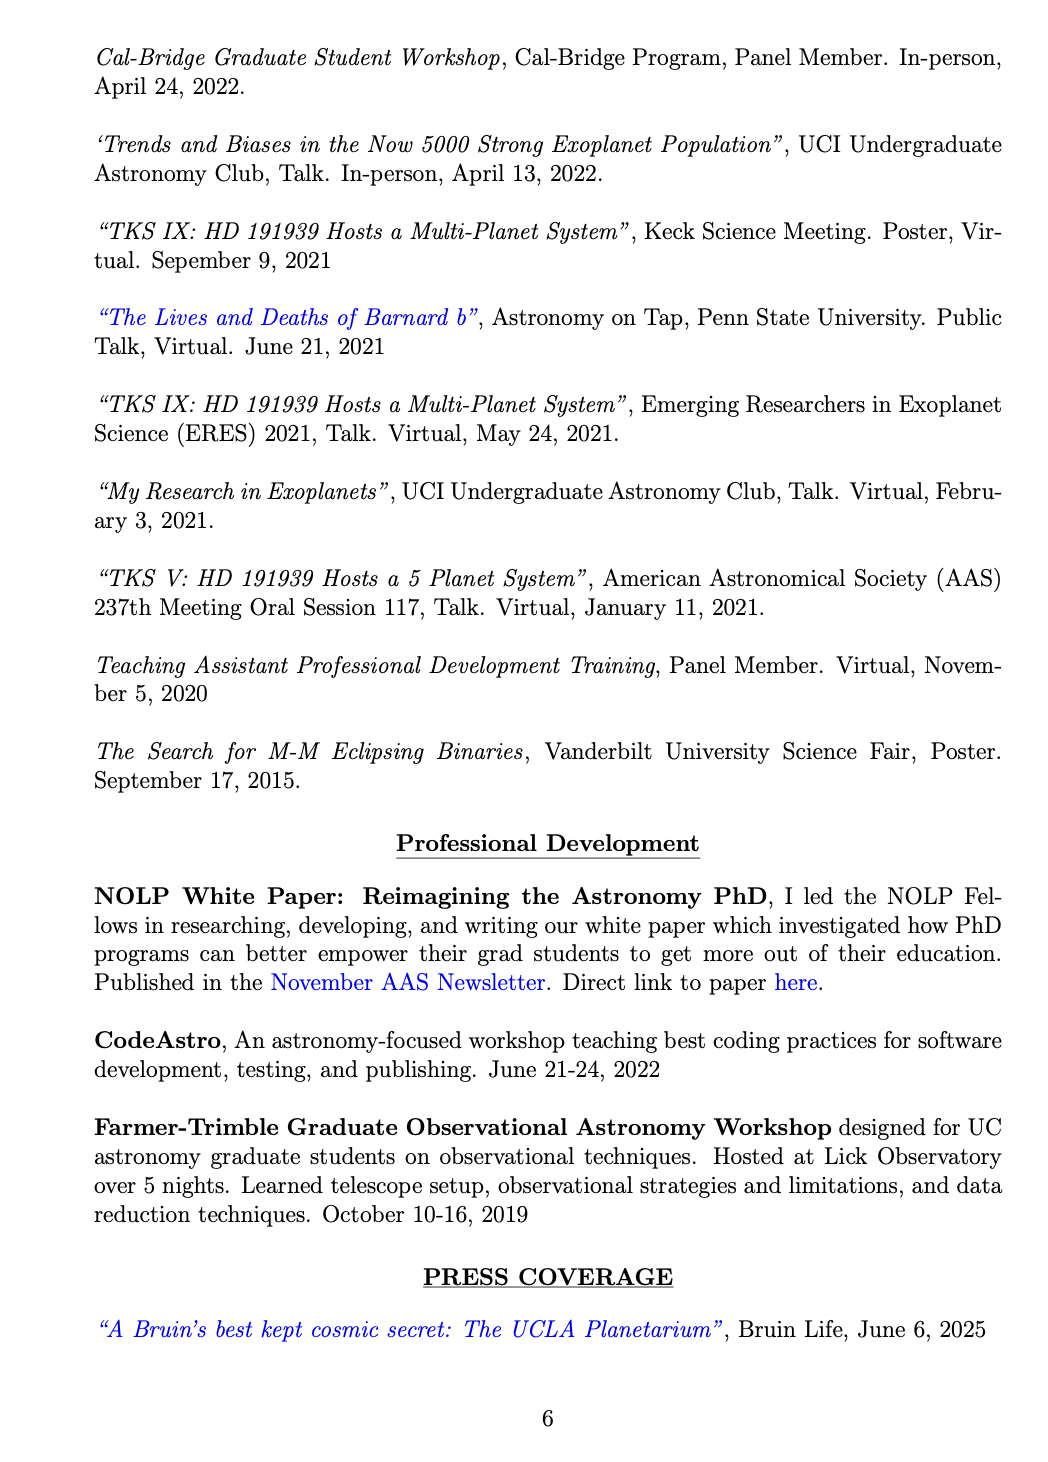 Cal-Bridge Graduate Student Workshop, Cal-Bridge Program, Panel Member. In-person,
April 24, 2022.
‘Trends and Biases in the Now 5000 Strong Exoplanet Population”, UCI Undergraduate
Astronomy Club, Talk. In-person, April 13, 2022.
“TKS IX: HD 191939 Hosts a Multi-Planet System”, Keck Science Meeting. Poster, Vir-
tual. Sepember 9, 2021
“The Lives and Deaths of Barnard b”, Astronomy on Tap, Penn State University. Public
Talk, Virtual. June 21, 2021
“TKS IX: HD 191939 Hosts a Multi-Planet System”, Emerging Researchers in Exoplanet
Science (ERES) 2021, Talk. Virtual, May 24, 2021.
“My Research in Exoplanets”, UCI Undergraduate Astronomy Club, Talk. Virtual, Febru-
ary 3, 2021.
“TKS V: HD 191939 Hosts a 5 Planet System”, American Astronomical Society (AAS)
237th Meeting Oral Session 117, Talk. Virtual, January 11, 2021.
Teaching Assistant Professional Development Training, Panel Member. Virtual, Novem-
ber 5, 2020
The Search for M-M Eclipsing Binaries, Vanderbilt University Science Fair, Poster.
September 17, 2015.
Professional Development
NOLP White Paper: Reimagining the Astronomy PhD, I led the NOLP Fel-
lows in researching, developing, and writing our white paper which investigated how PhD
programs can better empower their grad students to get more out of their education.
Published in the November AAS Newsletter. Direct link to paper here.
CodeAstro, An astronomy-focused workshop teaching best coding practices for software
development, testing, and publishing. June 21-24, 2022
Farmer-Trimble Graduate Observational Astronomy Workshop designed for UC
astronomy graduate students on observational techniques. Hosted at Lick Observatory
over 5 nights. Learned telescope setup, observational strategies and limitations, and data
reduction techniques. October 10-16, 2019
PRESS COVERAGE
“A Bruin’s best kept cosmic secret: The UCLA Planetarium”, Bruin Life, June 6, 2025
6